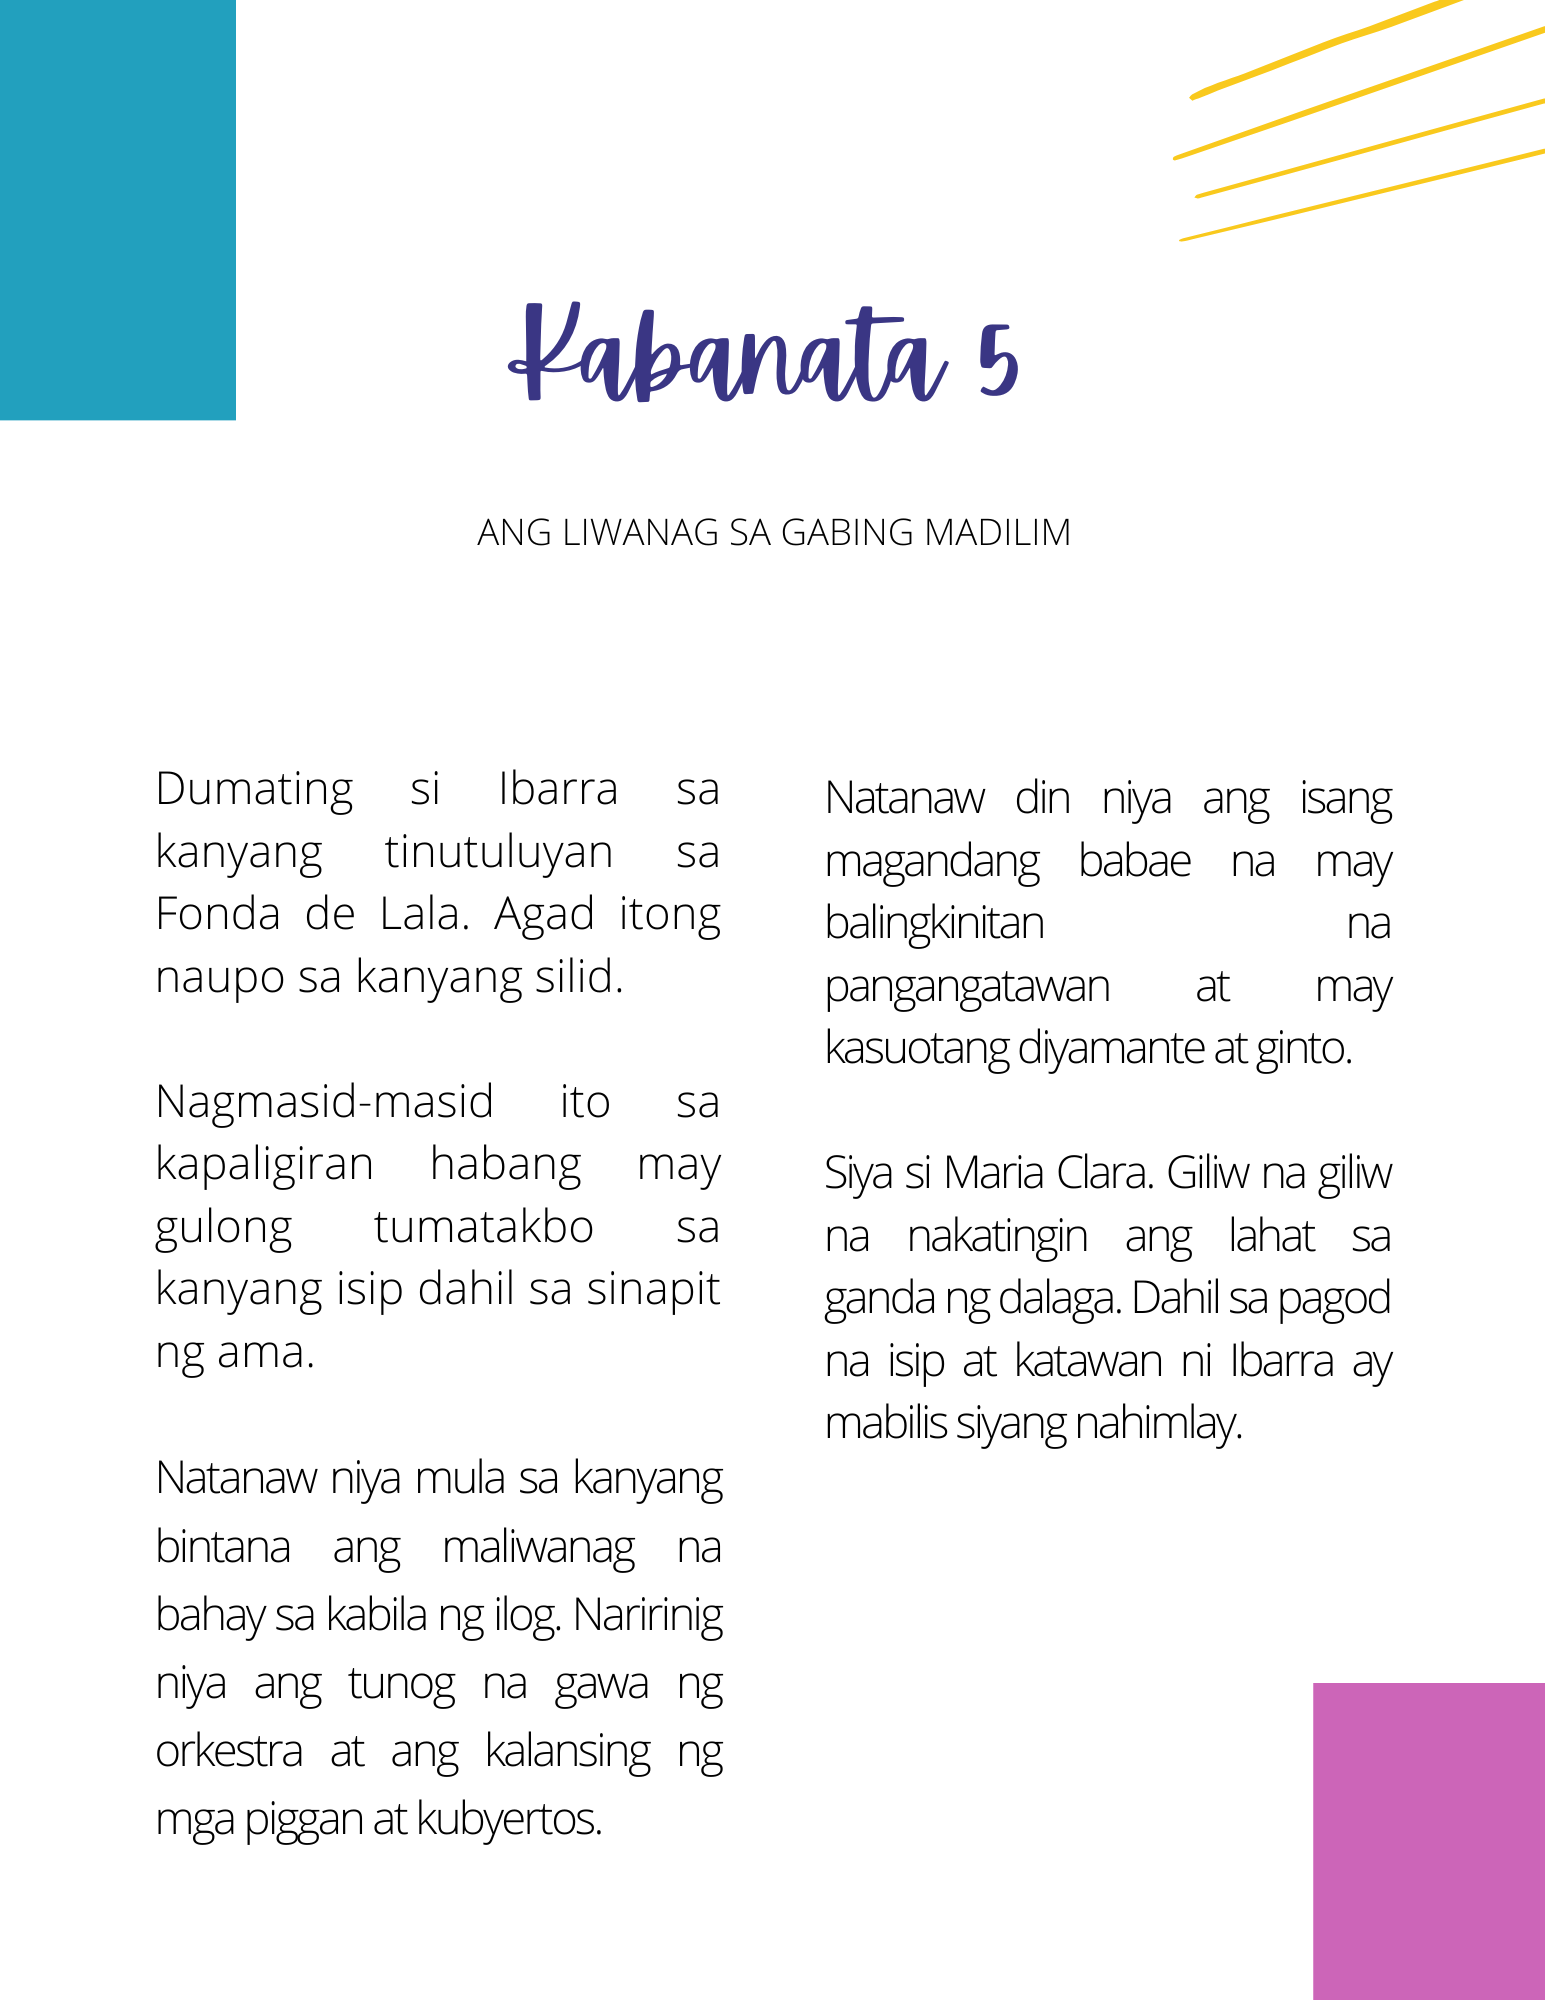 Kabanata 5
ANG LIWANAG SA GABING MADILIM
Dumating si Ibarra sa
kanyang tinutuluyan sa
Fonda de Lala. Agad itong
naupo sa kanyang silid.
Nagmasid-masid ito sa
kapaligiran habang may
gulong tumatakbo sa
kanyang isip dahil sa sinapit
ng ama.
Natanaw niya mula sa kanyang
bintana ang maliwanag na
bahay sa kabila ng ilog. Naririnig
niya ang tunog na gawa ng
orkestra at ang kalansing ng
mga piggan at kubyertos.
Natanaw din niya ang isang
magandang babae na may
balingkinitan na
pangangatawan at may
kasuotang diyamante at ginto.
Siya si Maria Clara. Giliw na giliw
na nakatingin ang lahat sa
ganda ng dalaga. Dahil sa pagod
na isip at katawan ni Ibarra ay
mabilis siyang nahimlay.